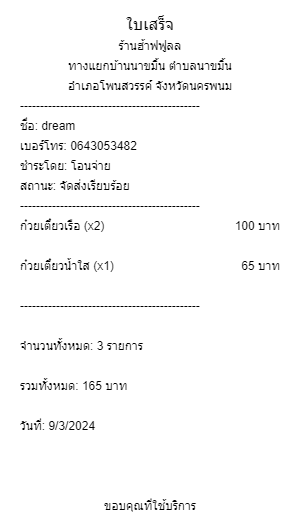 ใบเสร็จ
ร้านฮ้าฟฟูลล
ทางแยกบ้านนาขมิ้น ตำบลนาขมิ้น
อำเภอโพนสวรรค์ จังหวัดนครพนม
---------------------------------------------
ชื่อ: dream
เบอร์โทร: 0643053482
ชำระโดย: โอนจ่าย
สถานะ: จัดส่งเรียบร้อย
---------------------------------------------
ก๋วยเตี๋ยวเรือ (x2) 100 บาท
ก๋วยเตี๋ยวน้ำใส (x1) 65 บาท
---------------------------------------------
จำนวนทั้งหมด: 3 รายการ
รวมทั้งหมด: 165 บาท
วันที่: 9/3/2024
ขอบคุณที่ใช้บริการ